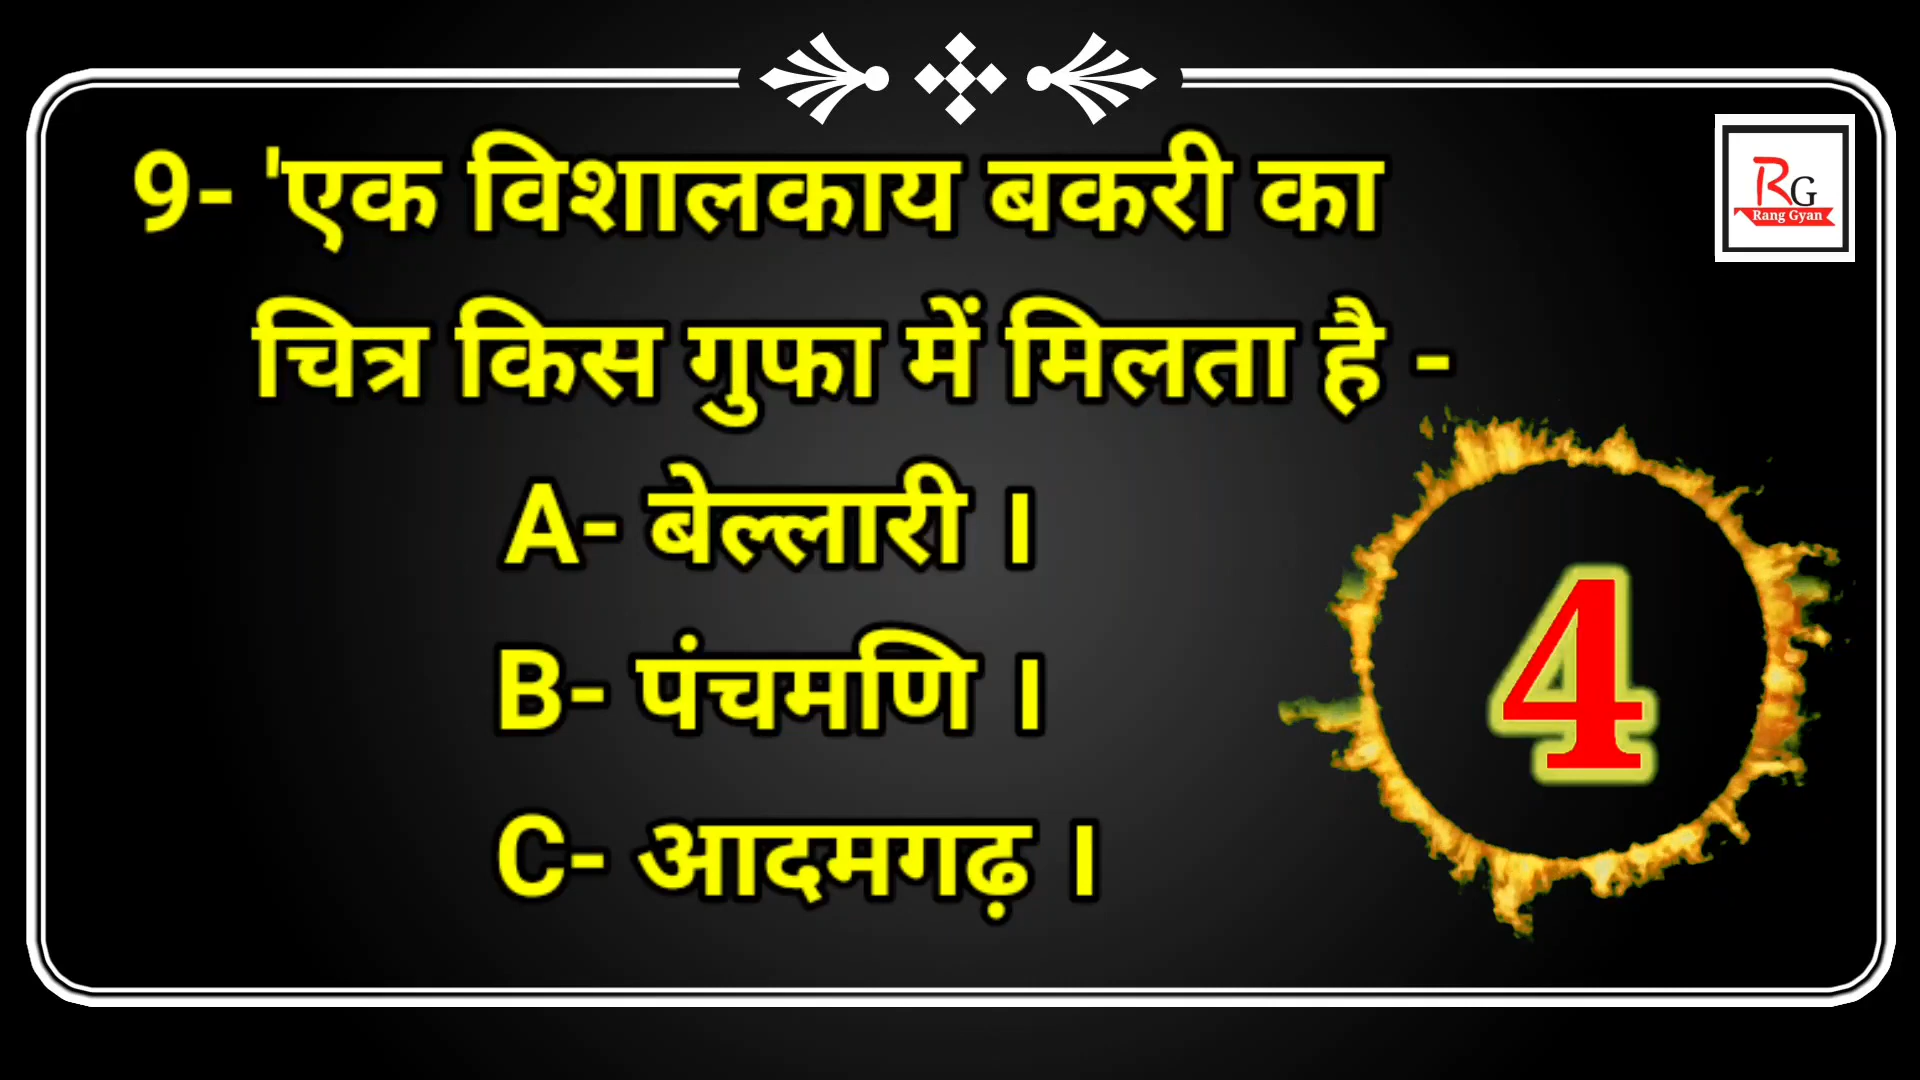 9- 'एक विशालकाय बकरी का
चित्र किस गुफा में मिलता है -
A- बेल्लारी ।
B- पंचमणि ।
C- आदमगढ़ ।
4
RG
Rang Gyan